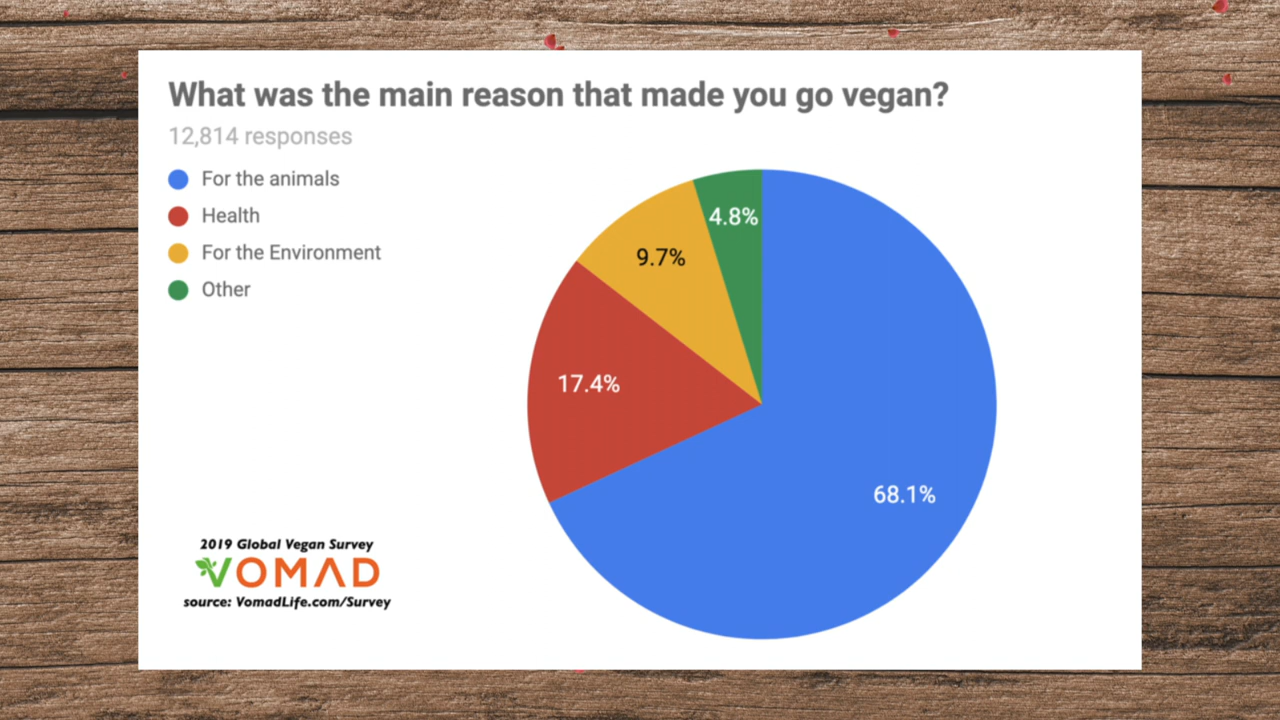 What was the main reason that made you go vegan?
12,814 responses
For the animals
Health
For the Environment
Other
4.8%
9.7%
17.4%
68.1%
2019 Global Vegan Survey
VOMAD
source: VomadLife.com/Survey